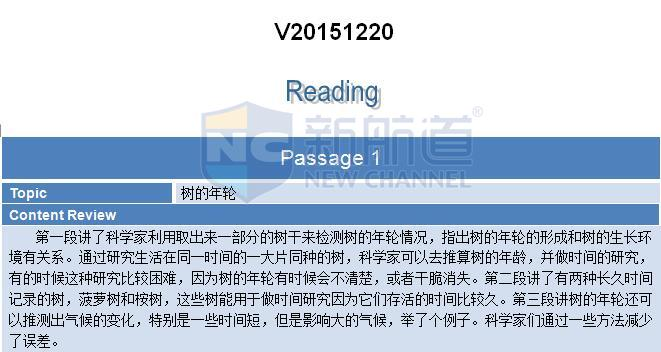 V20151220
Reading
新航道®
NEW CHANNEL
NC
Passage 1
Topic
树的年轮
Content Review
第一段讲了科学家利用取出来一部分的树干来检测树的年轮情况，指出树的年轮的形成和树的生长环
境有关系。通过研究生活在同一时间的一大片同种的树，科学家可以去推算树的年龄，并做时间的研究，
有的时候这种研究比较困难，因为树的年轮有时候会不清楚，或者干脆消失。第二段讲了有两种长久时间
记录的树，菠萝树和桉树，这些树能用于做时间研究因为它们存活的时间比较久。第三段讲树的年轮还可
以推测出气候的变化，特别是一些时间短，但是影响大的气候，举了个例子。科学家们通过一些方法减少
了误差。